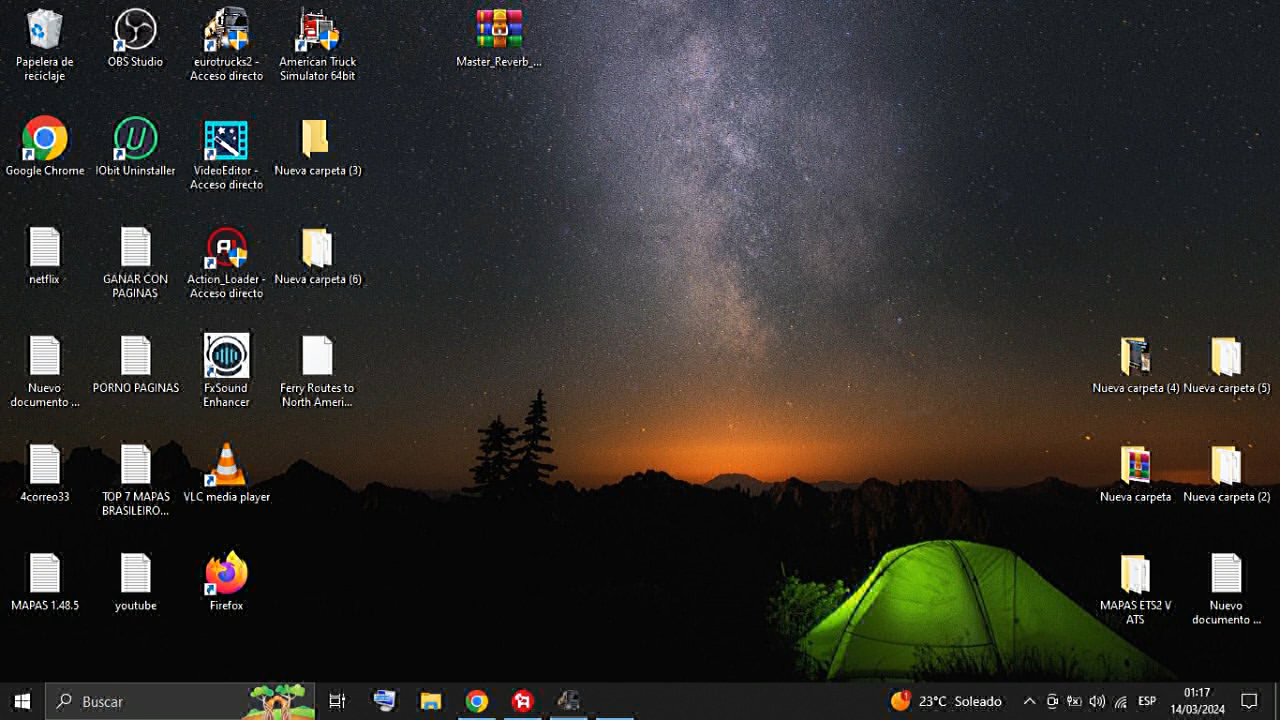 Papelera de
reciclaje
OBS Studio
eurotrucks2 -
Acceso directo
American Truck
Simulator 64bit
Master_Reverb_...
Google Chrome
IObit Uninstaller
VideoEditor -
Acceso directo
Nueva carpeta (3)
netflix
GANAR CON
PAGINAS
Action_Loader -
Acceso directo
Nueva carpeta (6)
Nuevo
documento ...
PORNO PAGINAS
FxSound
Enhancer
Ferry Routes to
North Ameri...
Nueva carpeta (4)
Nueva carpeta (5)
4correo33
TOP 7 MAPAS
BRASILEIRO...
VLC media player
Nueva carpeta
Nueva carpeta (2)
MAPAS 1.48.5
youtube
Firefox
MAPAS ETS2 V
ATS
Nuevo
documento ...
Buscar
1
23°C Soleado
ESP
01:17
14/03/2024